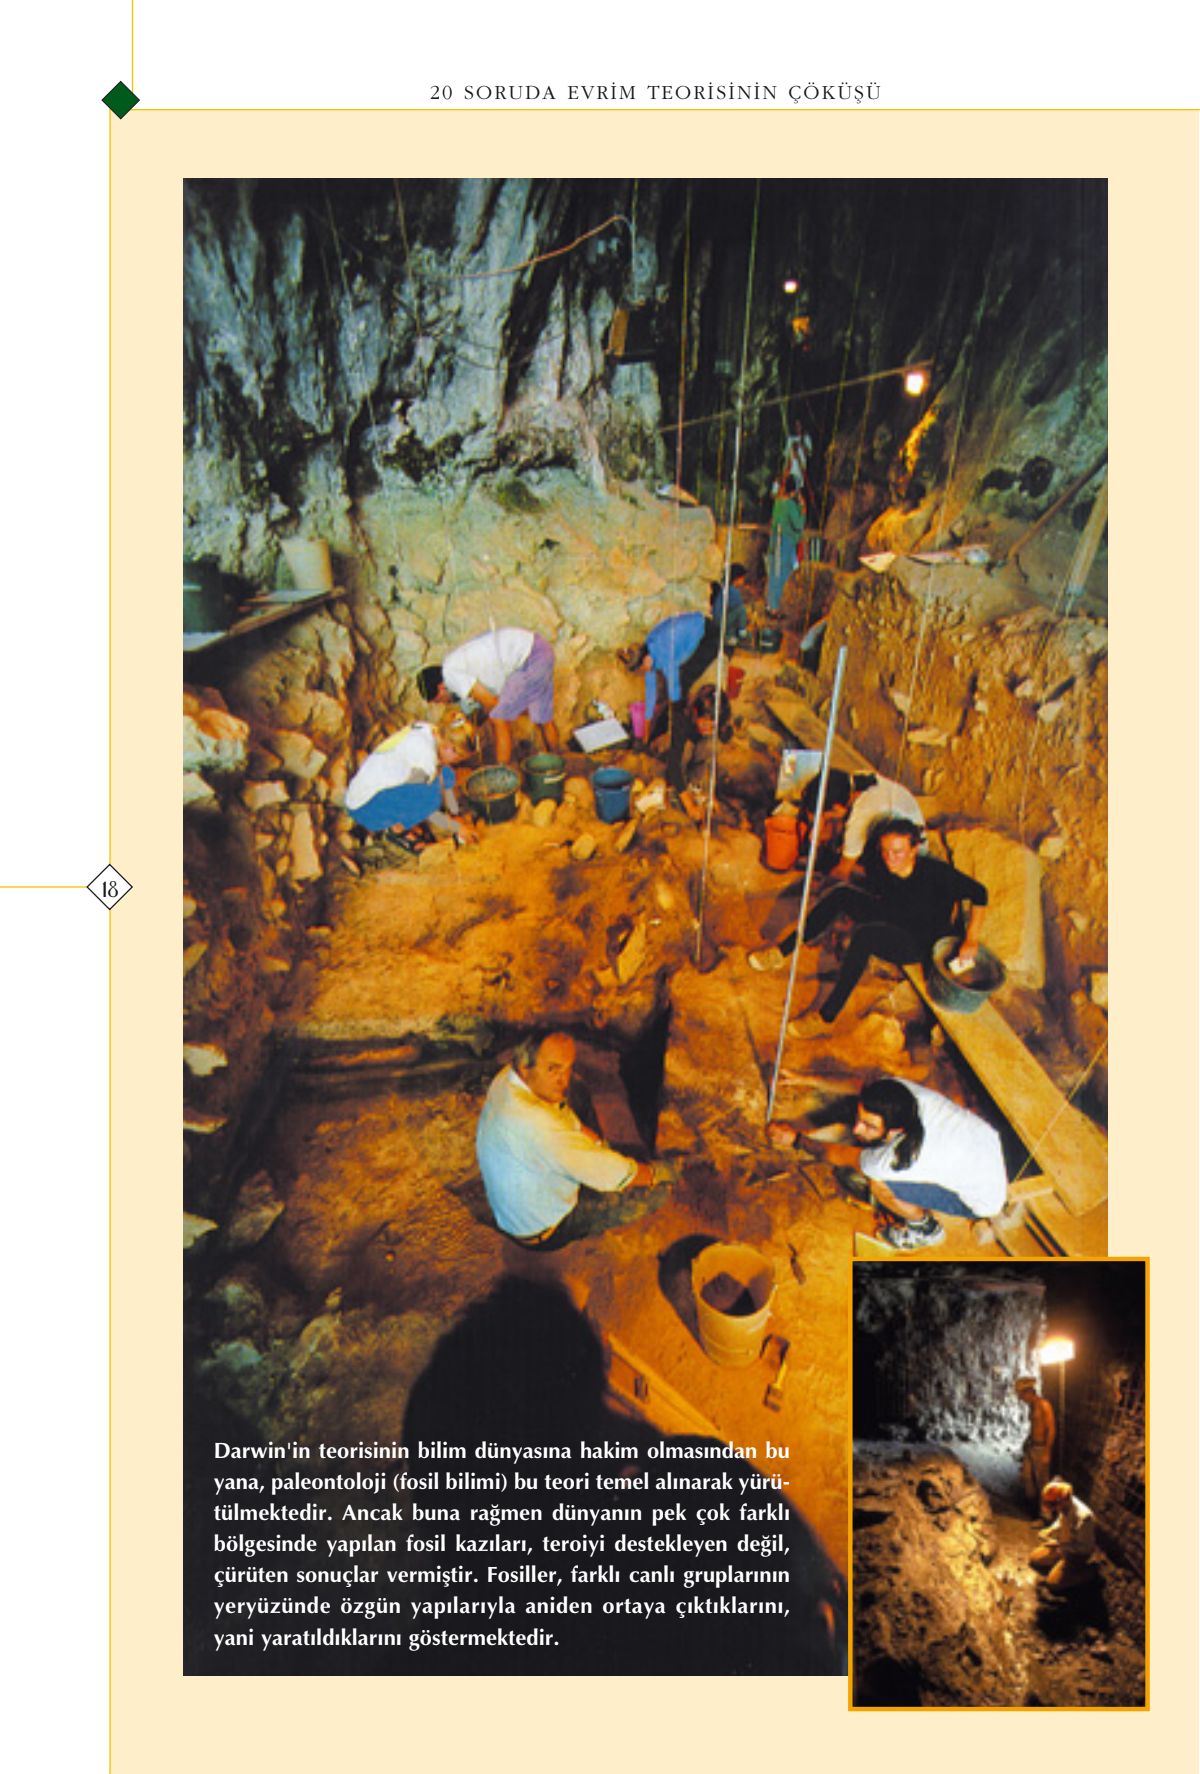 20 SORUDA EVRİM TEORİSİNİN ÇÖKÜŞÜ
18
Darwin'in teorisinin bilim dünyasına hakim olmasından bu
yana, paleontoloji (fosil bilimi) bu teori temel alınarak yürü-
tülmektedir. Ancak buna rağmen dünyanın pek çok farklı
bölgesinde yapılan fosil kazıları, teroiyi destekleyen değil,
çürüten sonuçlar vermiştir. Fosiller, farklı canlı gruplarının
yeryüzünde özgün yapılarıyla aniden ortaya çıktıklarını,
yani yaratıldıklarını göstermektedir.